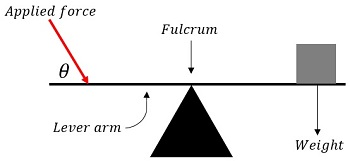 Applied force
Fulcrum
θ
Lever arm
Weight